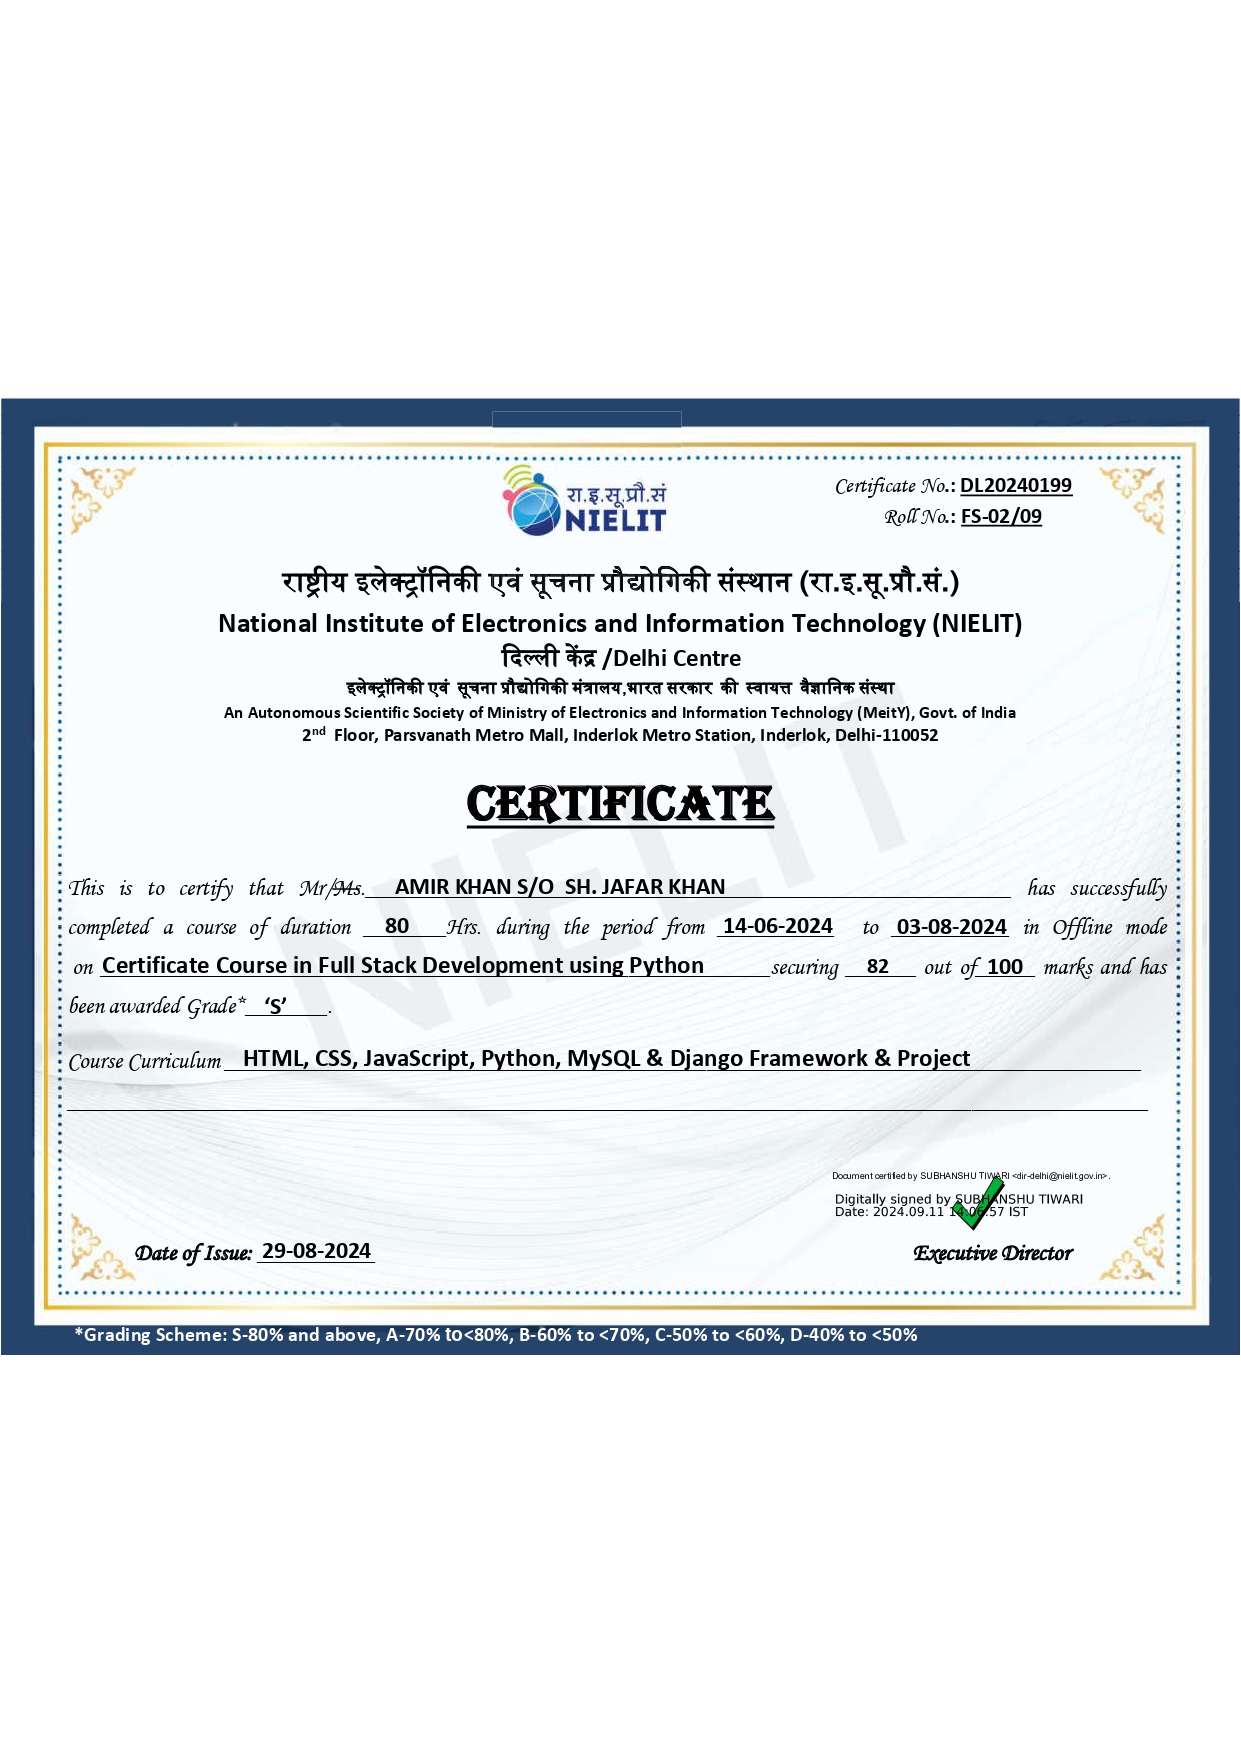 रा.इ.सू.प्रौ.सं
NIELIT
Certificate No.: DL20240199
Roll No.: FS-02/09
राष्ट्रीय इलेक्ट्रॉनिकी एवं सूचना प्रौद्योगिकी संस्थान (रा.इ.सू.प्रौ.सं.)
National Institute of Electronics and Information Technology (NIELIT)
दिल्ली केंद्र /Delhi Centre
इलेक्ट्रॉनिकी एवं सूचना प्रौद्योगिकी मंत्रालय,भारत सरकार की स्वायत्त वैज्ञानिक संस्था
An Autonomous Scientific Society of Ministry of Electronics and Information Technology (MeitY), Govt. of India
2nd Floor, Parsvanath Metro Mall, Inderlok Metro Station, Inderlok, Delhi-110052
NIELIT
CERTIFICATE
This is to certify that Mr/Ms. AMIR KHAN S/O SH. JAFAR KHAN has successfully
completed a course of duration 80 Hrs. during the period from 14-06-2024 to 03-08-2024 in Offline mode
on Certificate Course in Full Stack Development using Python securing 82 out of 100 marks and has
been awarded Grade* ‘S’ .
Course Curriculum HTML, CSS, JavaScript, Python, MySQL & Django Framework & Project
Document certified by SUBHANSHU TIWARI <dir-delhi@nielit.gov.in>.
Digitally signed by SUBHANSHU TIWARI
Date: 2024.09.11 14:06:57 IST
Date of Issue: 29-08-2024
Executive Director
*Grading Scheme: S-80% and above, A-70% to<80%, B-60% to <70%, C-50% to <60%, D-40% to <50%